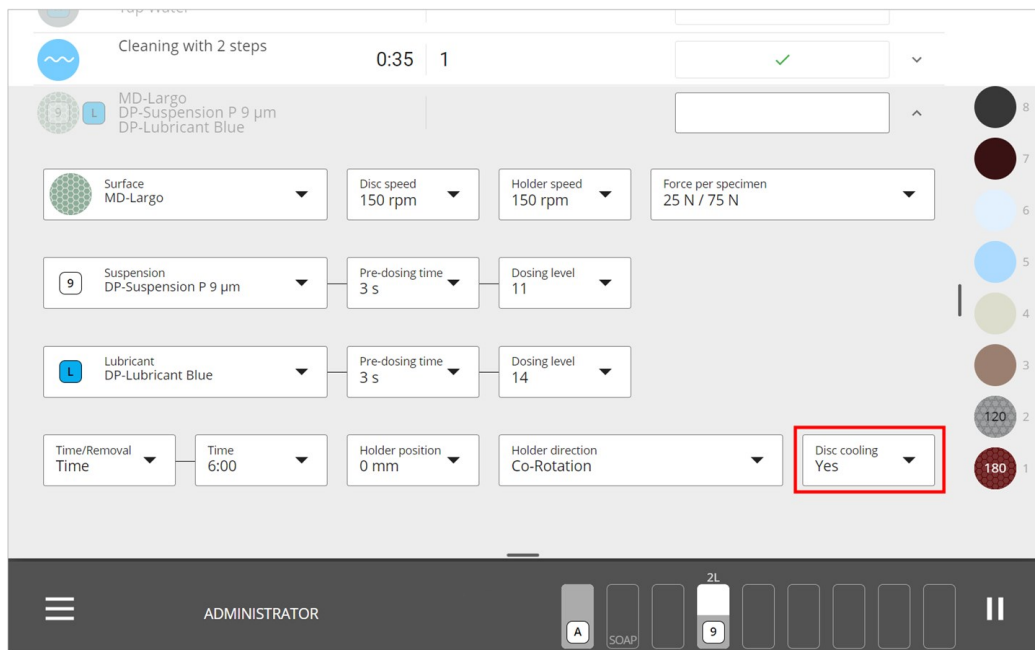 Tap Water
Cleaning with 2 steps
0:35 1
MD-Largo
9 L DP-Suspension P 9 µm
DP-Lubricant Blue
8
7
6
5
4
3
120 2
180 1
Surface
MD-Largo
Disc speed
150 rpm
Holder speed
150 rpm
Force per specimen
25 N / 75 N
9
Suspension
DP-Suspension P 9 µm
Pre-dosing time
3 s
Dosing level
11
L
Lubricant
DP-Lubricant Blue
Pre-dosing time
3 s
Dosing level
14
Time/Removal
Time
Time
6:00
Holder position
0 mm
Holder direction
Co-Rotation
Disc cooling
Yes
ADMINISTRATOR
A
SOAP
2L
9